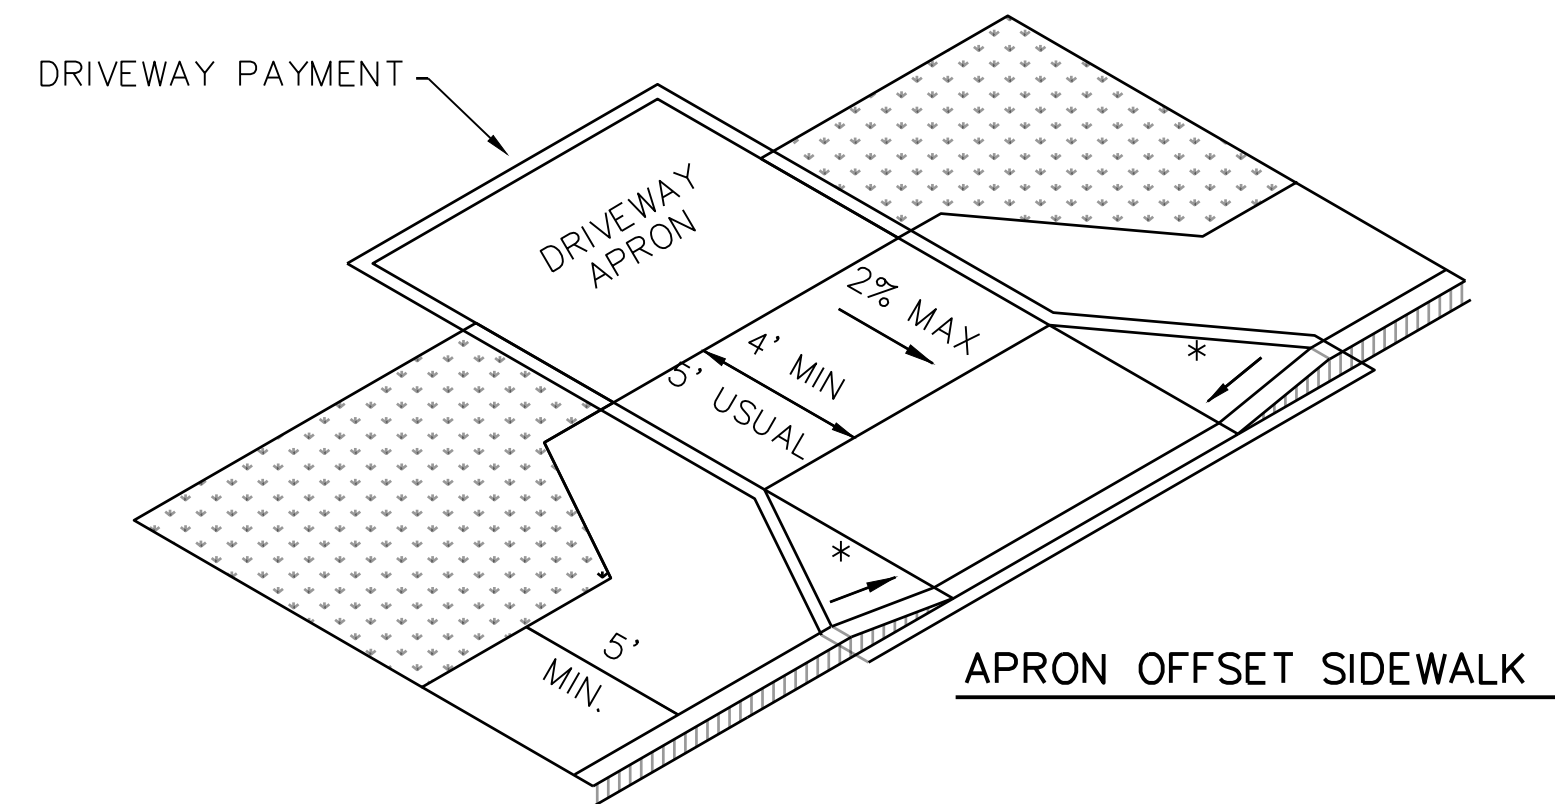 DRIVEWAY PAYMENT
DRIVEWAY
APRON
2% MAX
4' MIN
5' USUAL
*
*
5'
MIN.
APRON OFFSET SIDEWALK